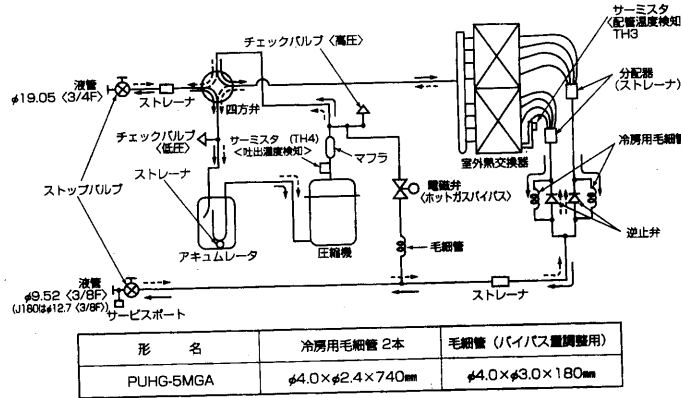 サーミスタ
〈配管温度検知〉
TH3
チェックバルブ〈高圧〉
液管
φ19.05〈3/4F〉
ストレーナ
四方弁
分配器
(ストレーナ)
チェックバルブ
〈低圧〉
サーミスタ (TH4)
〈吐出温度検知〉
マフラ
室外熱交換器
冷房用毛細管
ストップバルブ
ストレーナ
電磁弁
〈ホットガスバイパス〉
逆止弁
アキュムレータ
圧縮機
毛細管
液管
φ9.52〈3/8F〉
(J180はφ12.7〈3/8F〉)
サービスポート
ストレーナ
形 名 冷房用毛細管 2本 毛細管（バイパス量調整用）
PUHG-5MGA φ4.0×φ2.4×740mm φ4.0×φ3.0×180mm